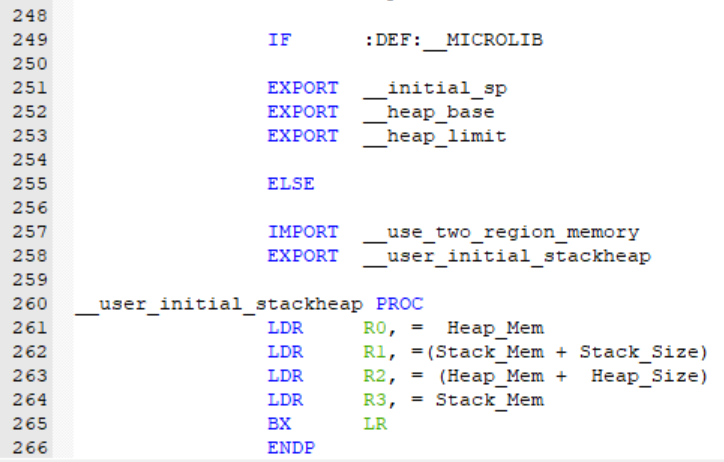 248
249 IF :DEF:__MICROLIB
250
251 EXPORT __initial_sp
252 EXPORT __heap_base
253 EXPORT __heap_limit
254
255 ELSE
256
257 IMPORT __use_two_region_memory
258 EXPORT __user_initial_stackheap
259
260 __user_initial_stackheap PROC
261 LDR R0, = Heap_Mem
262 LDR R1, =(Stack_Mem + Stack_Size)
263 LDR R2, = (Heap_Mem + Heap_Size)
264 LDR R3, = Stack_Mem
265 BX LR
266 ENDP